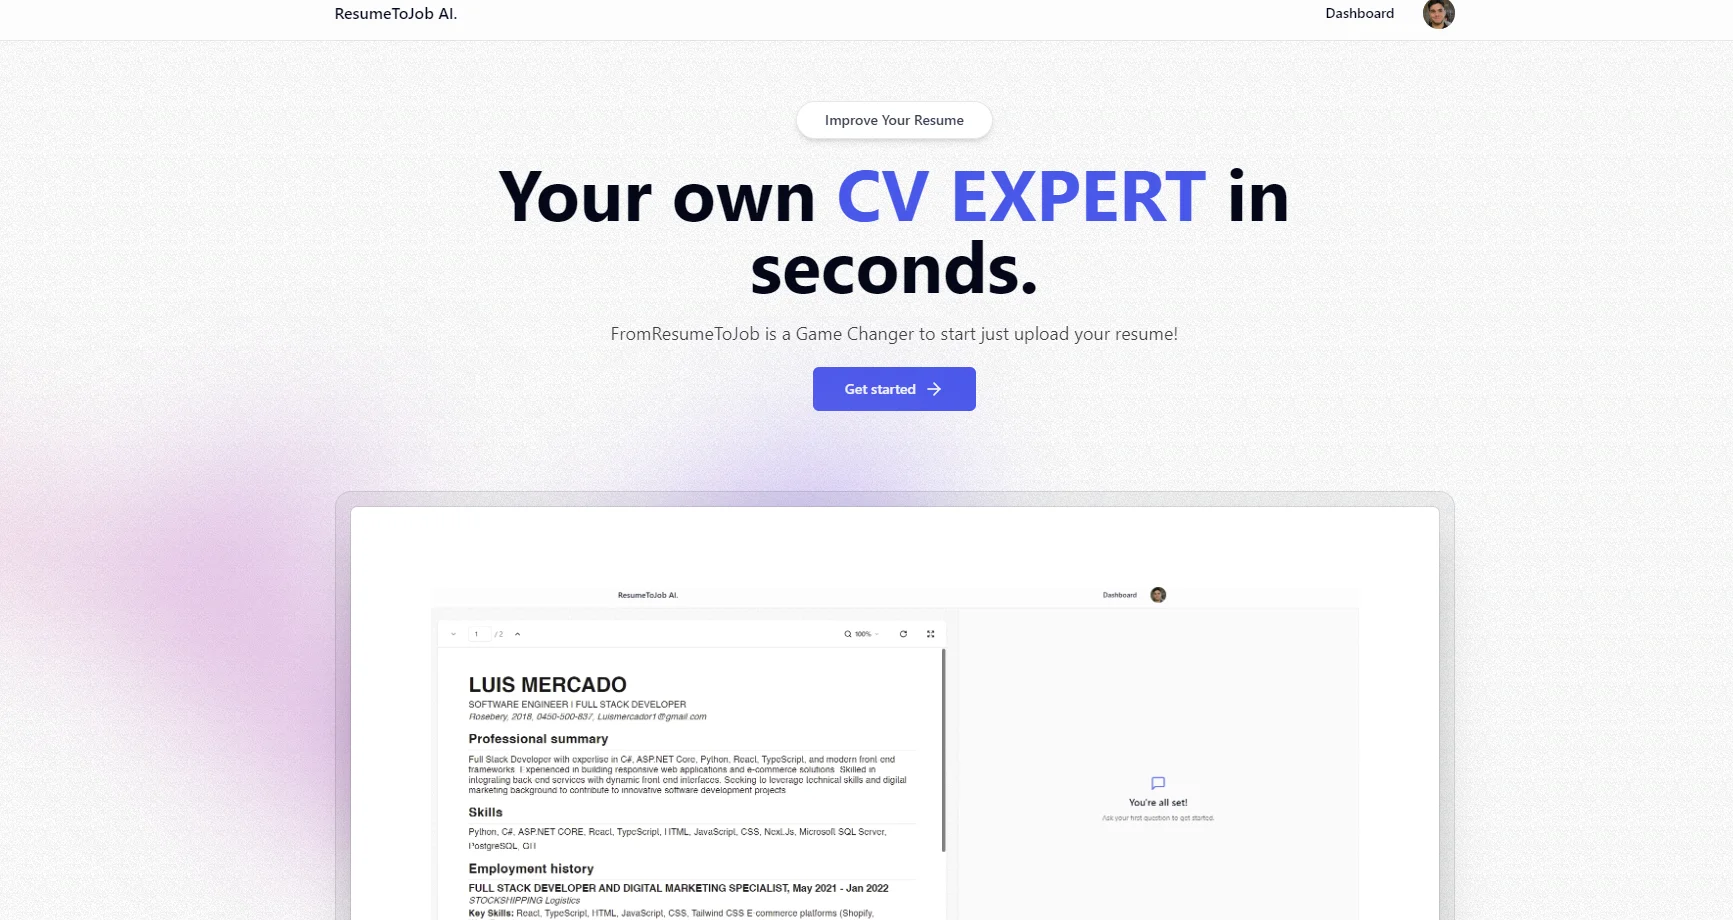 ResumeToJob AI.
Dashboard
Improve Your Resume
Your own CV EXPERT in
seconds.
FromResumeToJob is a Game Changer to start just upload your resume!
Get started
ResumeToJob AI.
Dashboard
1 / 2
100%
LUIS MERCADO
SOFTWARE ENGINEER | FULL STACK DEVELOPER
Rosebery, 2018, 0450-500-837, Luismercador1@gmail.com
Professional summary
Full Stack Developer with expertise in C#, ASP.NET Core, Python, React, TypeScript, and modern front end
frameworks. Experienced in building responsive web applications and e-commerce solutions. Skilled in
integrating back end services with dynamic front end interfaces. Seeking to leverage technical skills and digital
marketing background to contribute to innovative software development projects
Skills
Python, C#, ASP.NET CORE, React, TypeScript, HTML, JavaScript, CSS, Next.Js, Microsoft SQL Server,
PostgreSQL, GIT
Employment history
FULL STACK DEVELOPER AND DIGITAL MARKETING SPECIALIST, May 2021 - Jan 2022
STOCKSHIPPING Logistics
Key Skills: React, TypeScript, HTML, JavaScript, CSS, Tailwind CSS E-commerce platforms (Shopify,
You're all set!
Ask your first question to get started.